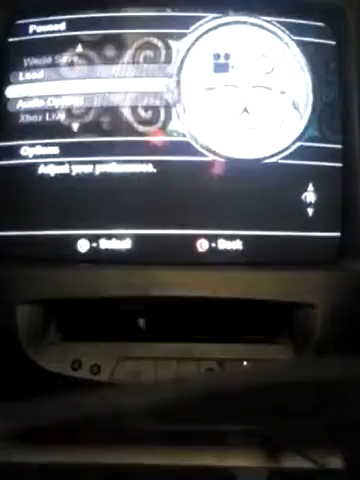 Paused
Load
Audio Options
Xbox Live
Options
Adjust your preferences.
- Select
- Back